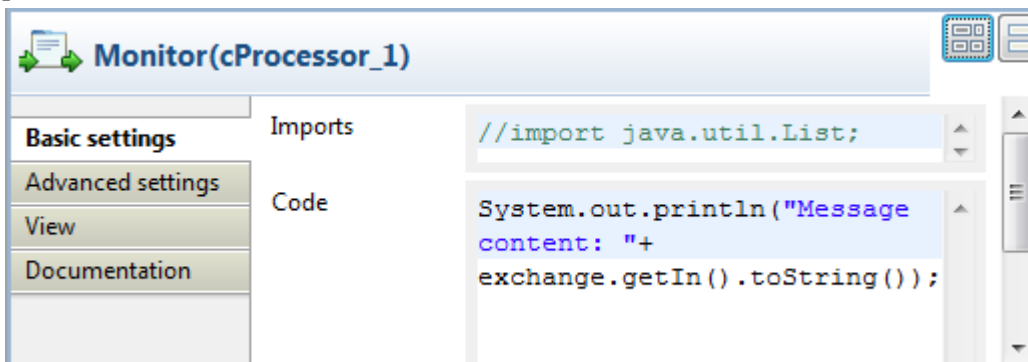 Monitor(cProcessor_1)
Basic settings
Advanced settings
View
Documentation
Imports
//import java.util.List;
Code
System.out.println("Message
content: "+
exchange.getIn().toString());